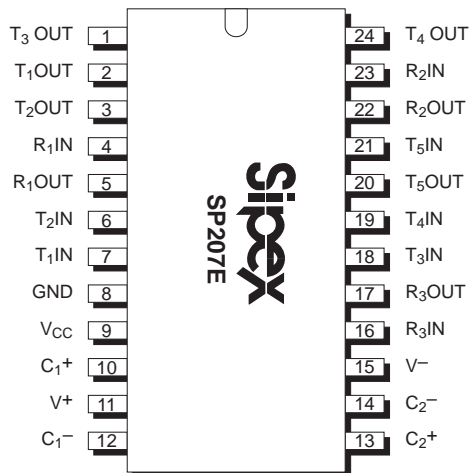 T3 OUT 1 24 T4 OUT
T1OUT 2 23 R2IN
T2OUT 3 22 R2OUT
R1IN 4 21 T5IN
R1OUT 5 20 T5OUT
T2IN 6 19 T4IN
T1IN 7 18 T3IN
GND 8 17 R3OUT
VCC 9 16 R3IN
C1+ 10 15 V–
V+ 11 14 C2–
C1– 12 13 C2+
Sipex
SP207E